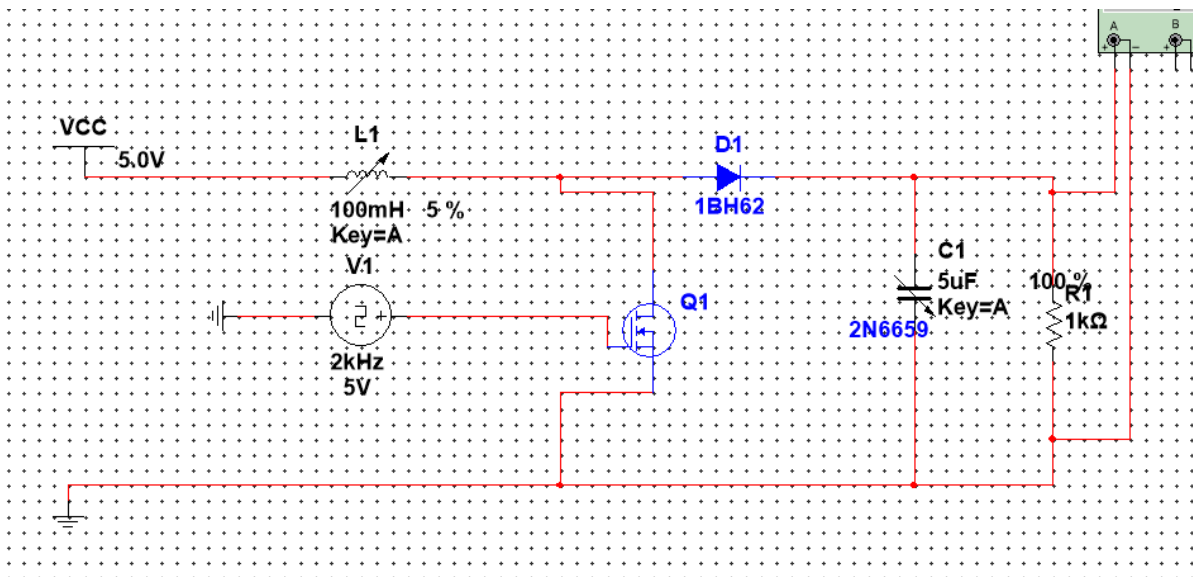 A B
+ − +
VCC
5.0V
L1
100mH 5 %
Key=A
V1
+
2kHz
5V
D1
1BH62
Q1
C1
5uF
Key=A
2N6659
100 %
R1
1kΩ